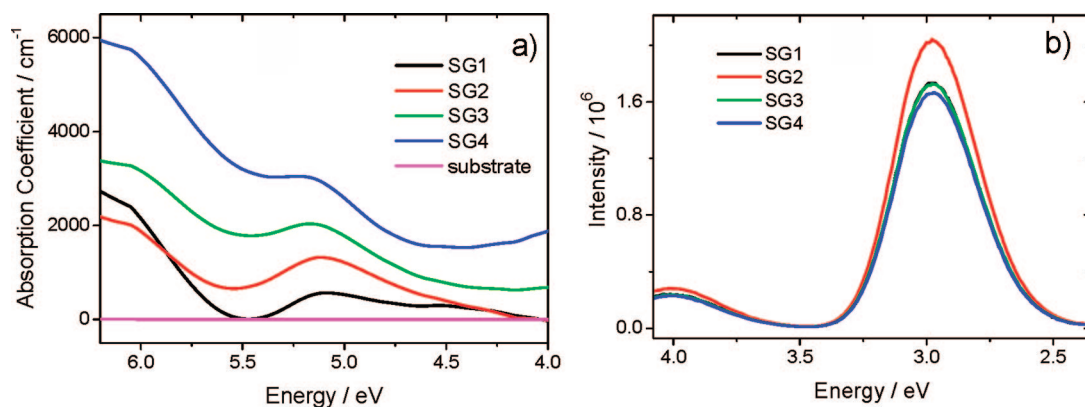 a)
6000
4000
2000
0
Absorption Coefficient / cm⁻¹
SG1
SG2
SG3
SG4
substrate
6.0 5.5 5.0 4.5 4.0
Energy / eV
b)
1.6
0.8
0.0
Intensity / 10⁶
SG1
SG2
SG3
SG4
4.0 3.5 3.0 2.5
Energy / eV